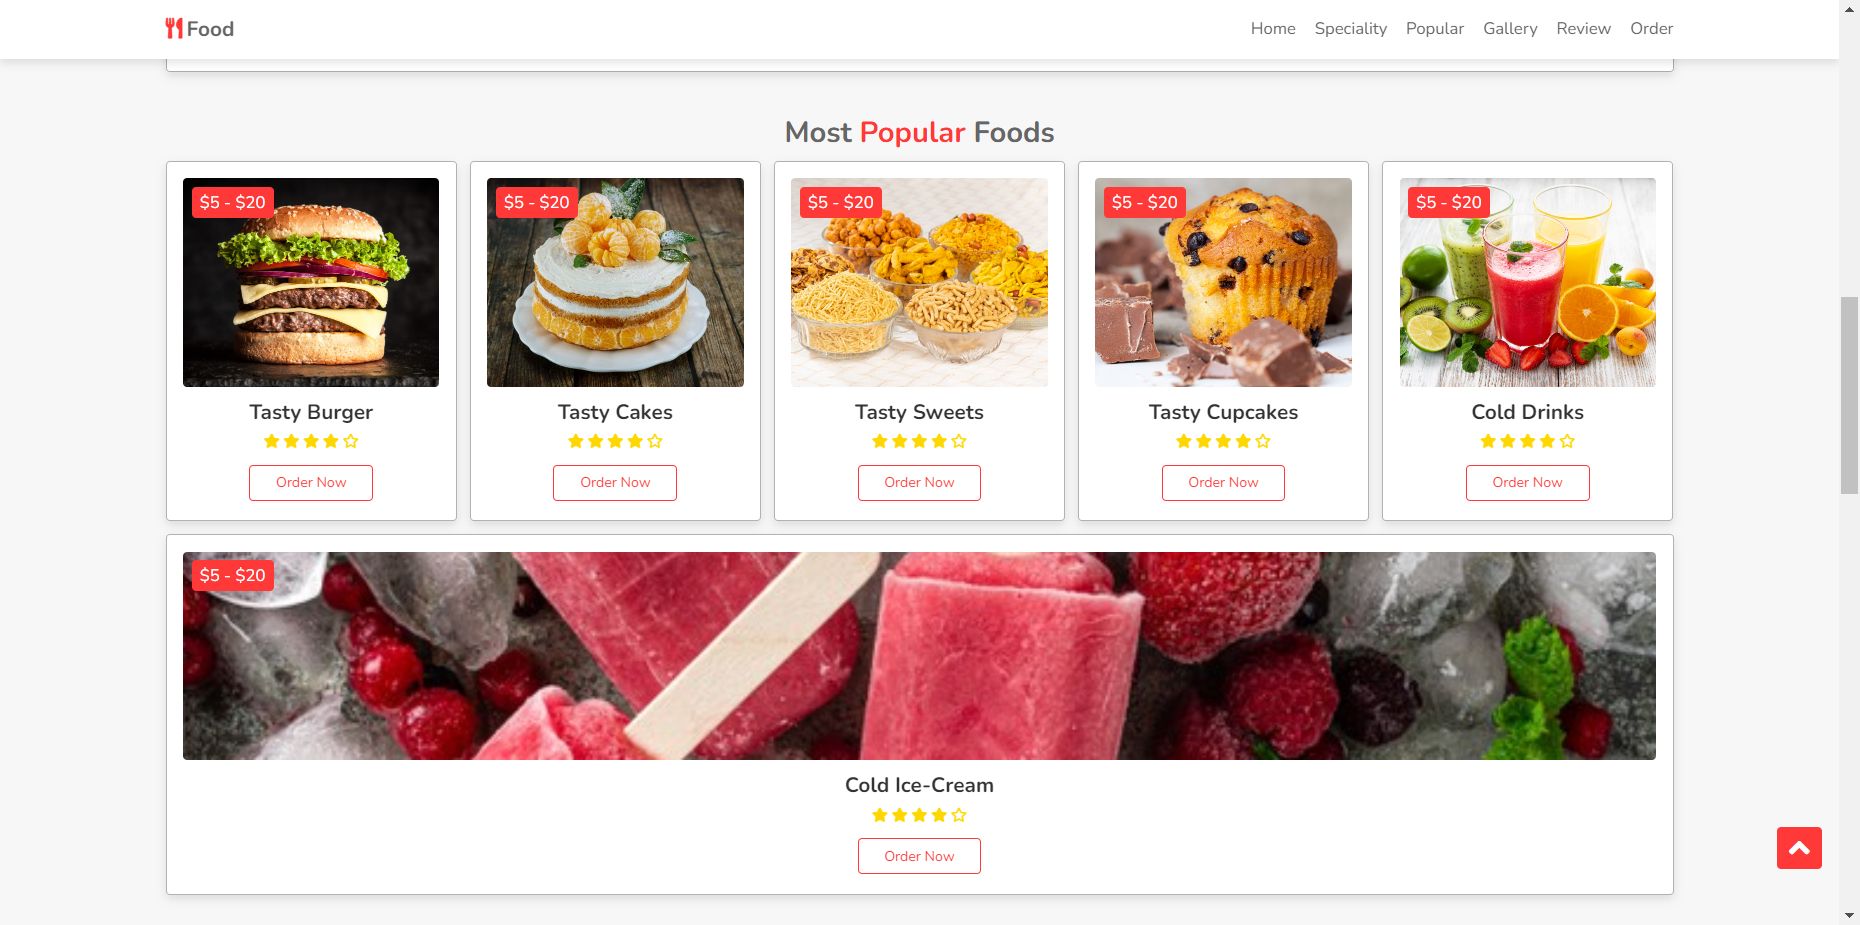 Food
Home Speciality Popular Gallery Review Order
Most Popular Foods
$5 - $20 $5 - $20 $5 - $20 $5 - $20 $5 - $20
Tasty Burger Tasty Cakes Tasty Sweets Tasty Cupcakes Cold Drinks
Order Now Order Now Order Now Order Now Order Now
$5 - $20
Cold Ice-Cream
Order Now